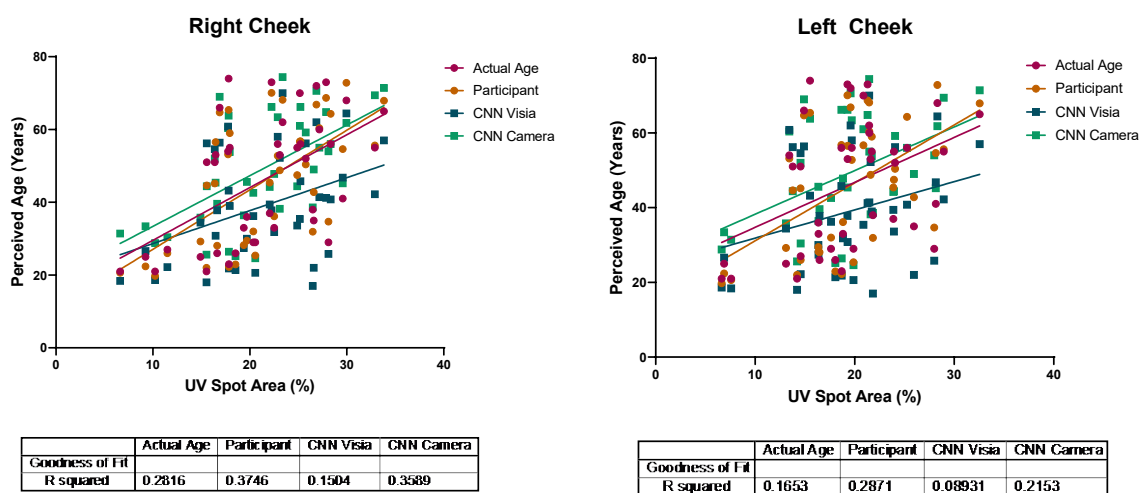 Right Cheek
80
60
40
20
0
0 10 20 30 40
Perceived Age (Years)
UV Spot Area (%)
Actual Age
Participant
CNN Visia
CNN Camera
Actual Age Participant CNN Visia CNN Camera
Goodness of Fit
R squared 0.2816 0.3746 0.1504 0.3589
Left Cheek
80
60
40
20
0
0 10 20 30 40
Perceived Age (Years)
UV Spot Area (%)
Actual Age
Participant
CNN Visia
CNN Camera
Actual Age Participant CNN Visia CNN Camera
Goodness of Fit
R squared 0.1653 0.2871 0.08931 0.2153